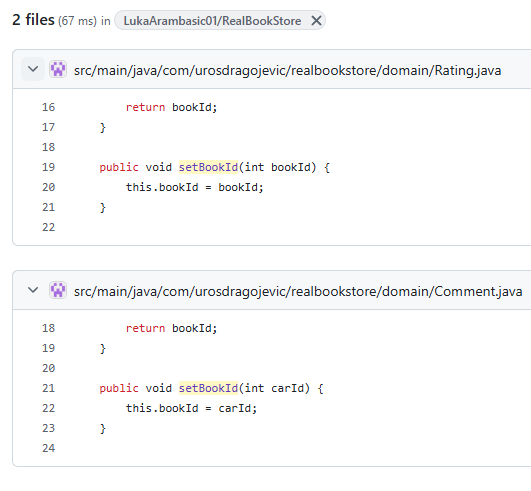 2 files (67 ms) in LukaArambasic01/RealBookStore
src/main/java/com/urosdragojevic/realbookstore/domain/Rating.java
16 return bookId;
17 }
18
19 public void setBookId(int bookId) {
20 this.bookId = bookId;
21 }
22
src/main/java/com/urosdragojevic/realbookstore/domain/Comment.java
18 return bookId;
19 }
20
21 public void setBookId(int carId) {
22 this.bookId = carId;
23 }
24